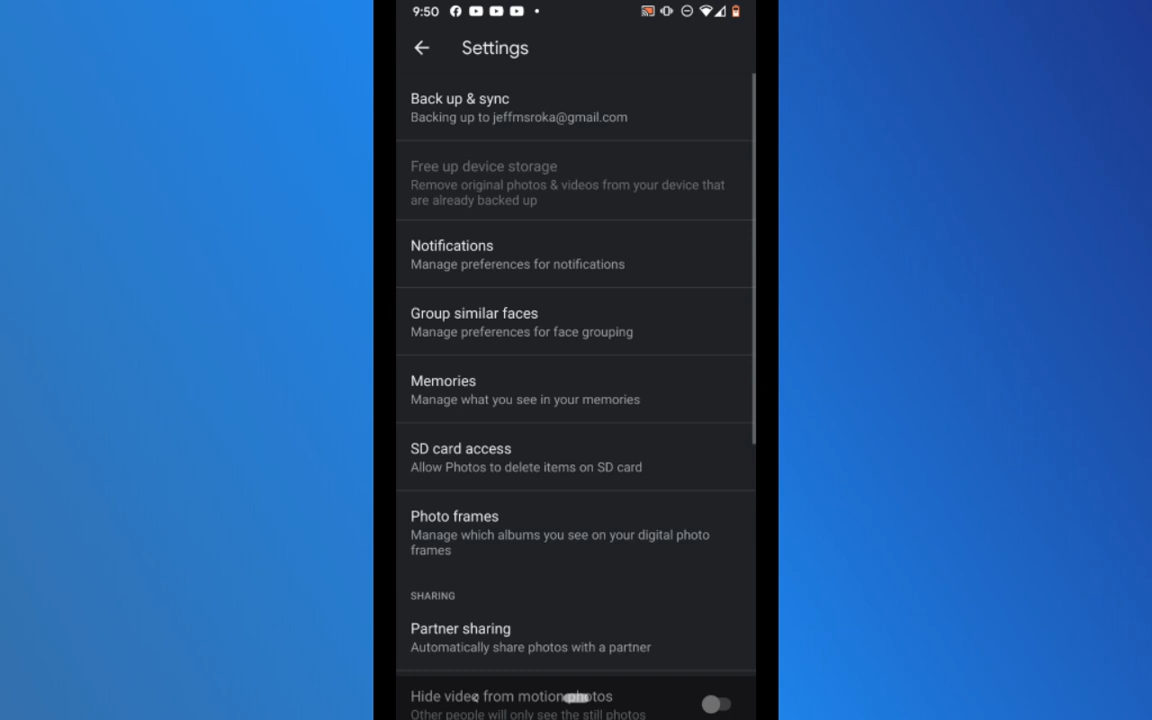 9:50
Settings
Back up & sync
Backing up to jeffmsroka@gmail.com
Free up device storage
Remove original photos & videos from your device that
are already backed up
Notifications
Manage preferences for notifications
Group similar faces
Manage preferences for face grouping
Memories
Manage what you see in your memories
SD card access
Allow Photos to delete items on SD card
Photo frames
Manage which albums you see on your digital photo
frames
SHARING
Partner sharing
Automatically share photos with a partner
Hide video from motion photos
Other people will only see the still photos